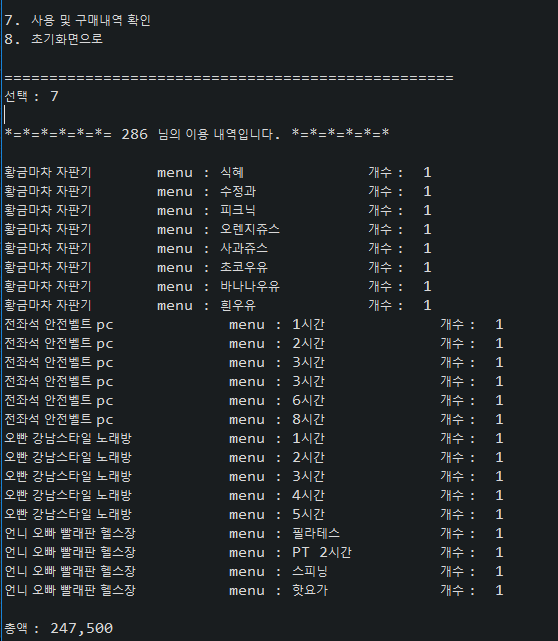 7. 사용 및 구매내역 확인
8. 초기화면으로
==================================================
선택 : 7
*=*=*=*=*=*= 286 님의 이용 내역입니다. *=*=*=*=*=*
황금마차 자판기 menu : 식혜 개수 : 1
황금마차 자판기 menu : 수정과 개수 : 1
황금마차 자판기 menu : 피크닉 개수 : 1
황금마차 자판기 menu : 오렌지쥬스 개수 : 1
황금마차 자판기 menu : 사과쥬스 개수 : 1
황금마차 자판기 menu : 초코우유 개수 : 1
황금마차 자판기 menu : 바나나우유 개수 : 1
황금마차 자판기 menu : 흰우유 개수 : 1
전좌석 안전벨트 pc menu : 1시간 개수 : 1
전좌석 안전벨트 pc menu : 2시간 개수 : 1
전좌석 안전벨트 pc menu : 3시간 개수 : 1
전좌석 안전벨트 pc menu : 3시간 개수 : 1
전좌석 안전벨트 pc menu : 6시간 개수 : 1
전좌석 안전벨트 pc menu : 8시간 개수 : 1
오빤 강남스타일 노래방 menu : 1시간 개수 : 1
오빤 강남스타일 노래방 menu : 2시간 개수 : 1
오빤 강남스타일 노래방 menu : 3시간 개수 : 1
오빤 강남스타일 노래방 menu : 4시간 개수 : 1
오빤 강남스타일 노래방 menu : 5시간 개수 : 1
언니 오빠 빨래판 헬스장 menu : 필라테스 개수 : 1
언니 오빠 빨래판 헬스장 menu : PT 2시간 개수 : 1
언니 오빠 빨래판 헬스장 menu : 스피닝 개수 : 1
언니 오빠 빨래판 헬스장 menu : 핫요가 개수 : 1
총액 : 247,500